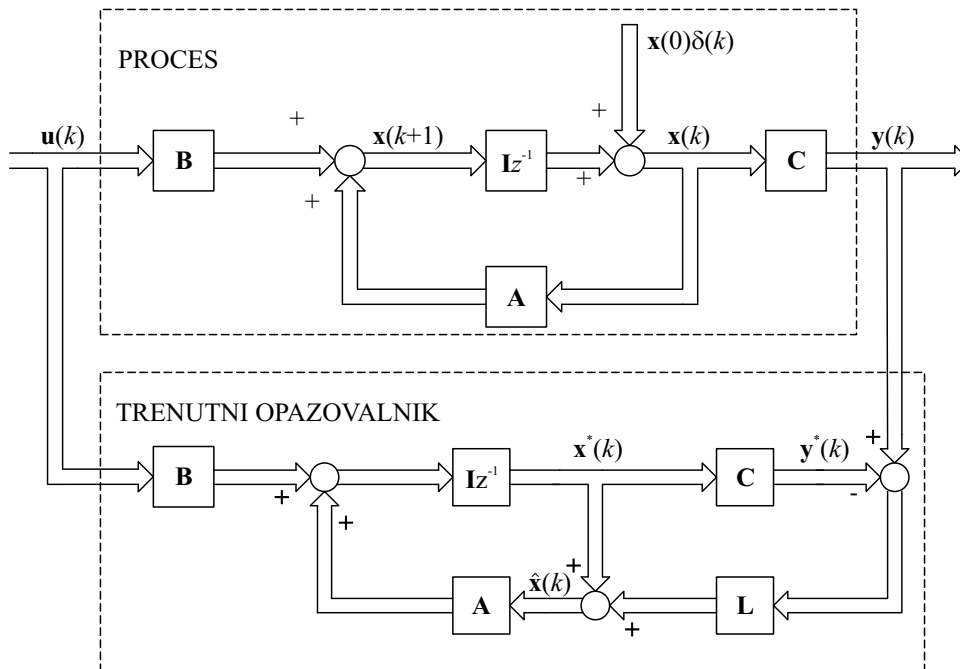 x(0)δ(k)
PROCES
u(k)
+
+
x(k+1)
x(k)
y(k)
B
Iz⁻¹
C
+
+
A
TRENUTNI OPAZOVALNIK
x*(k)
y*(k)
+
B
Iz⁻¹
C
+
-
+
x̂(k)
+
A
L
+